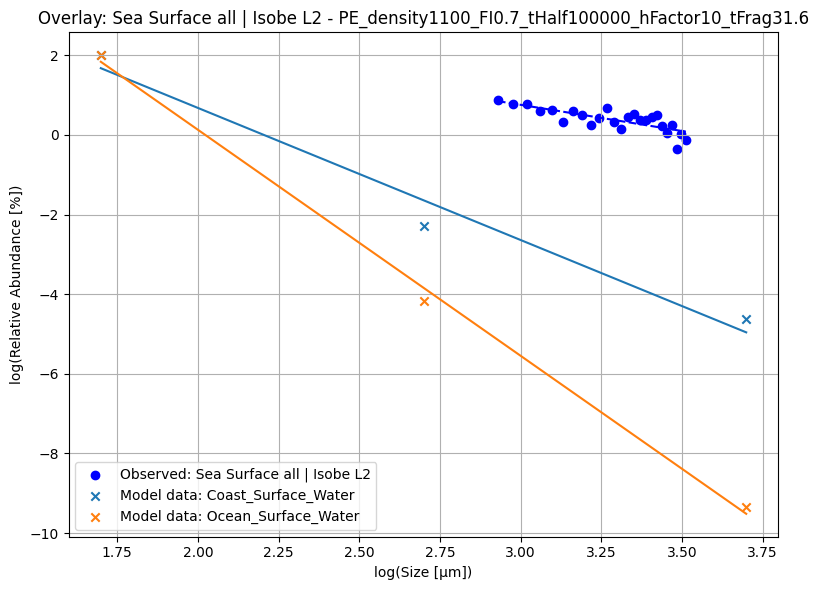 Overlay: Sea Surface all | Isobe L2 - PE_density1100_FI0.7_tHalf100000_hFactor10_tFrag31.6
log(Relative Abundance [%])
2
0
−2
−4
−6
−8
−10
Observed: Sea Surface all | Isobe L2
Model data: Coast_Surface_Water
Model data: Ocean_Surface_Water
1.75
2.00
2.25
2.50
2.75
3.00
3.25
3.50
3.75
log(Size [µm])